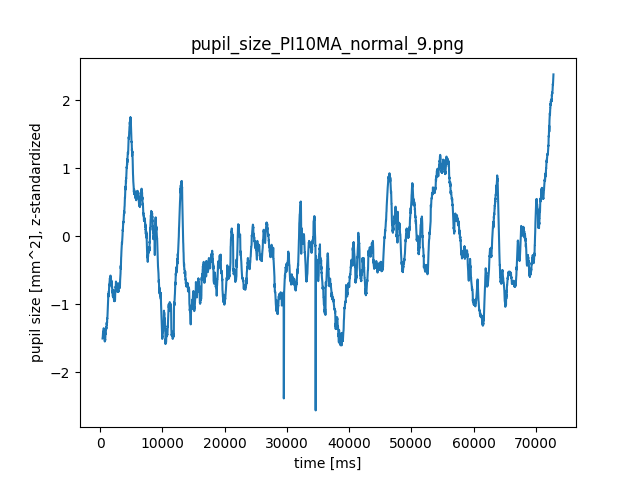 pupil_size_PI10MA_normal_9.png
pupil size [mm^2], z-standardized
2
1
0
−1
−2
0 10000 20000 30000 40000 50000 60000 70000
time [ms]